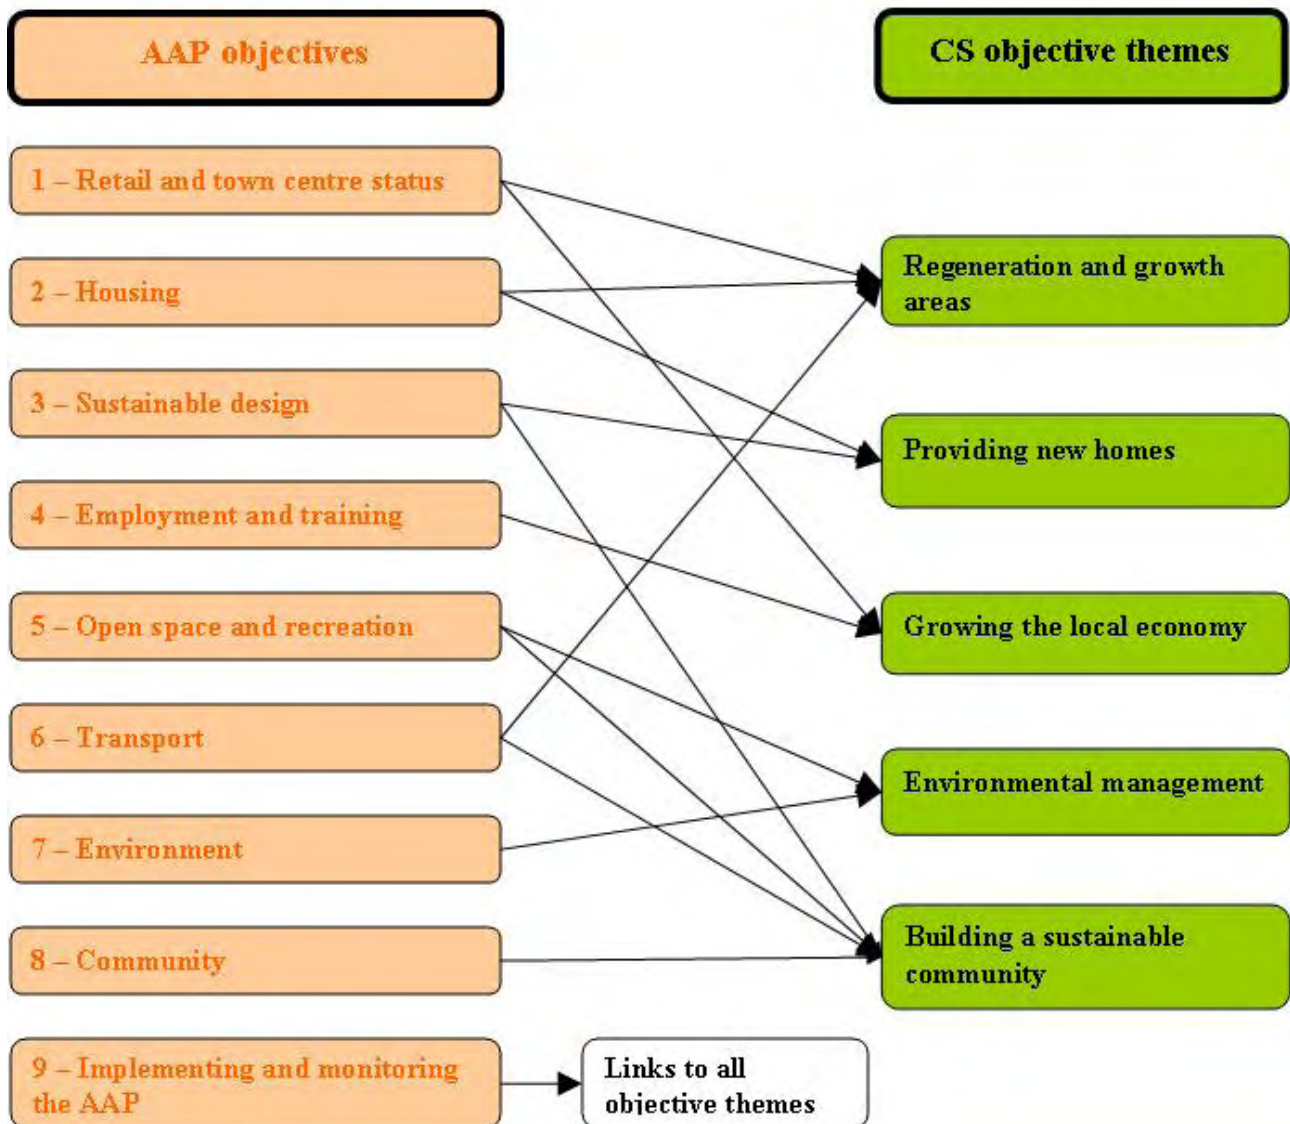 AAP objectives
CS objective themes
1 – Retail and town centre status
2 – Housing
3 – Sustainable design
4 – Employment and training
5 – Open space and recreation
6 – Transport
7 – Environment
8 – Community
9 – Implementing and monitoring
the AAP
Links to all
objective themes
Regeneration and growth
areas
Providing new homes
Growing the local economy
Environmental management
Building a sustainable
community